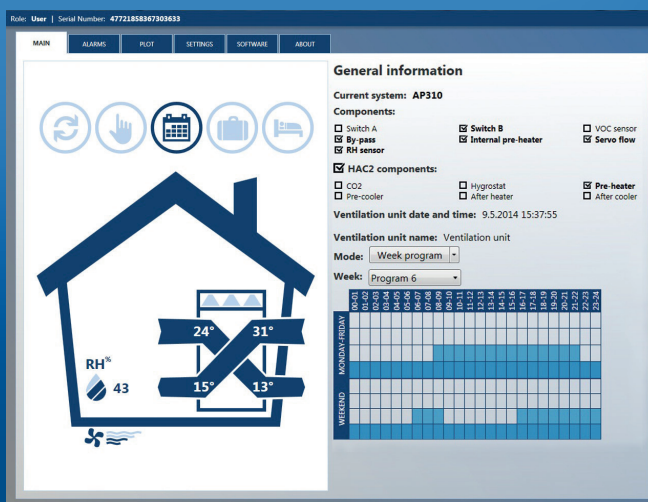 Role: User | Serial Number: 47721858367303633
MAIN ALARMS PLOT SETTINGS SOFTWARE ABOUT
General information
Current system: AP310
Components:
Switch A Switch B VOC sensor
By-pass Internal pre-heater Servo flow
RH sensor
HAC2 components:
CO2 Hygrostat Pre-heater
Pre-cooler After heater After cooler
Ventilation unit date and time: 9.5.2014 15:37:55
Ventilation unit name: Ventilation unit
Mode: Week program
Week: Program 6
00-01 01-02 02-03 03-04 04-05 05-06 06-07 07-08 08-09 09-10 10-11 11-12 12-13 13-14 14-15 15-16 16-17 17-18 18-19 19-20 20-21 21-22 22-23 23-24
MONDAY-FRIDAY
WEEKEND
24° 31°
15° 13°
RH%
43